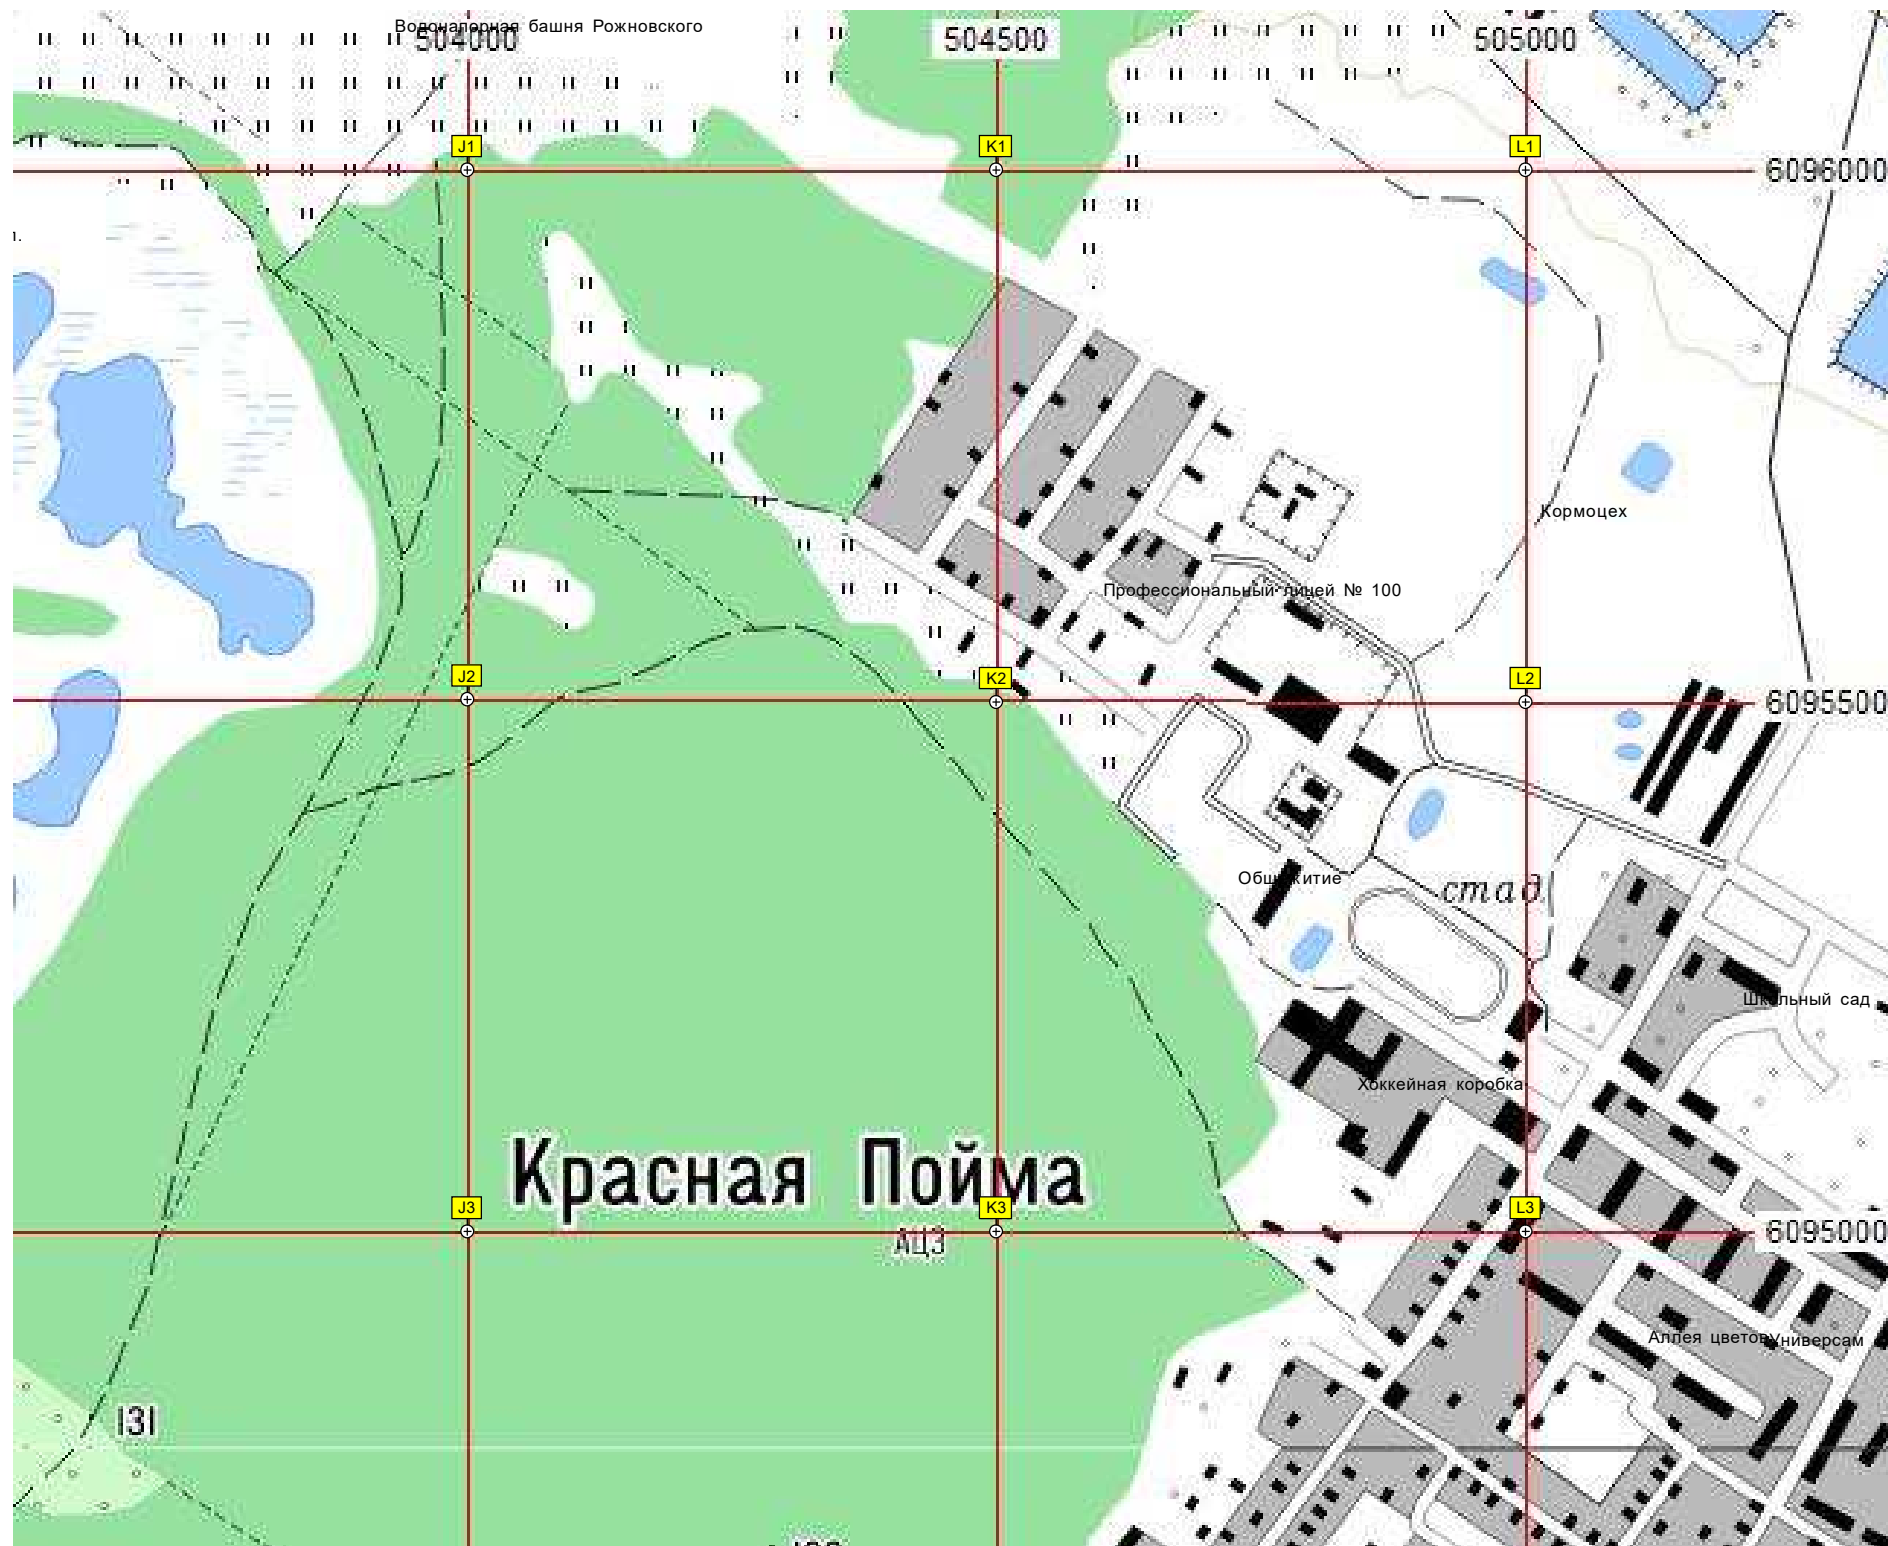 Водонапорная башня Рожновского
504000
504500
505000
J1
K1
L1
6096000
Кормоцех
Профессиональный лицей № 100
J2
K2
L2
6095500
Общежитие
стад.
Школьный сад
Хоккейная коробка
Красная Пойма
J3
K3
L3
6095000
АЦЗ
Аллея цветов
Универсам
131